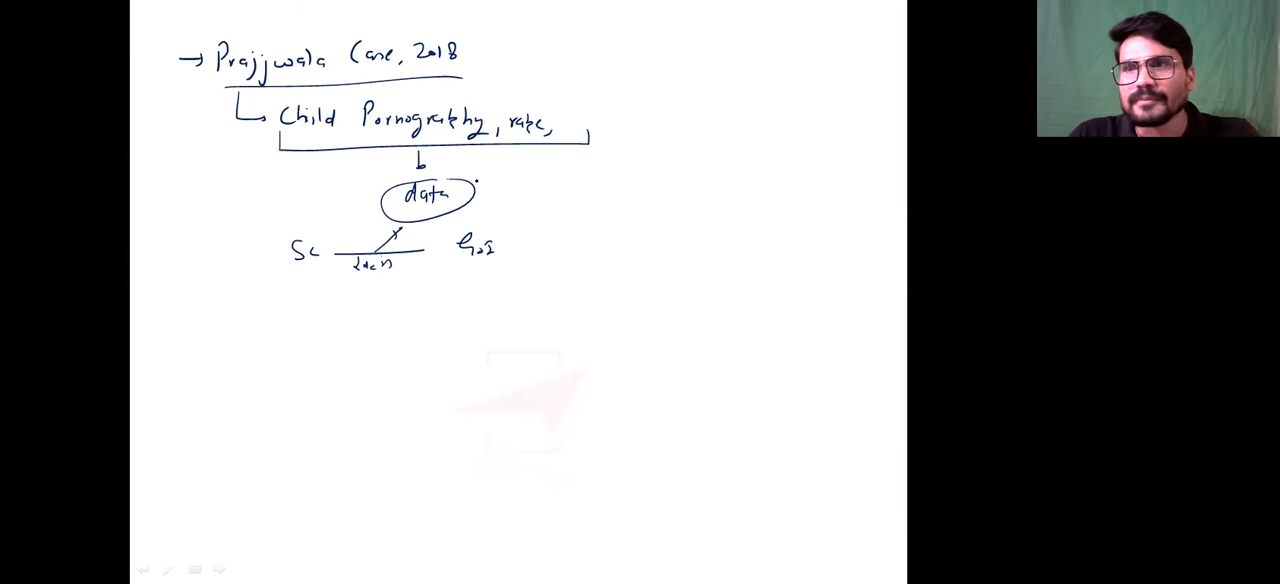 → Prajjwala Case, 2018
Child Pornography, rape,
data
SC GoI